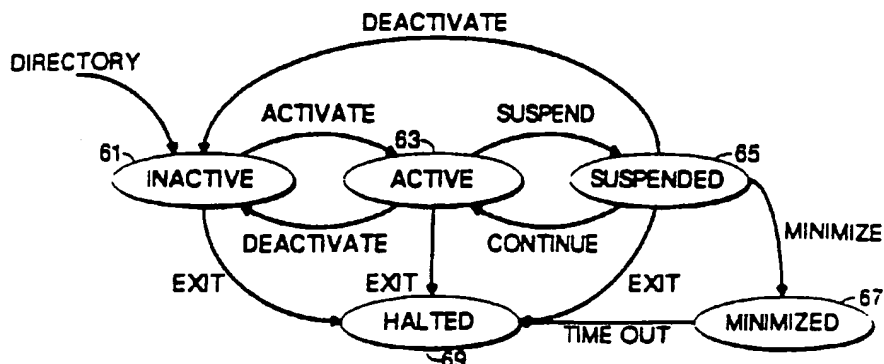 DEACTIVATE
DIRECTORY
ACTIVATE
SUSPEND
61
63
65
INACTIVE
ACTIVE
SUSPENDED
DEACTIVATE
CONTINUE
MINIMIZE
EXIT
EXIT
EXIT
67
HALTED
TIME OUT
MINIMIZED
69